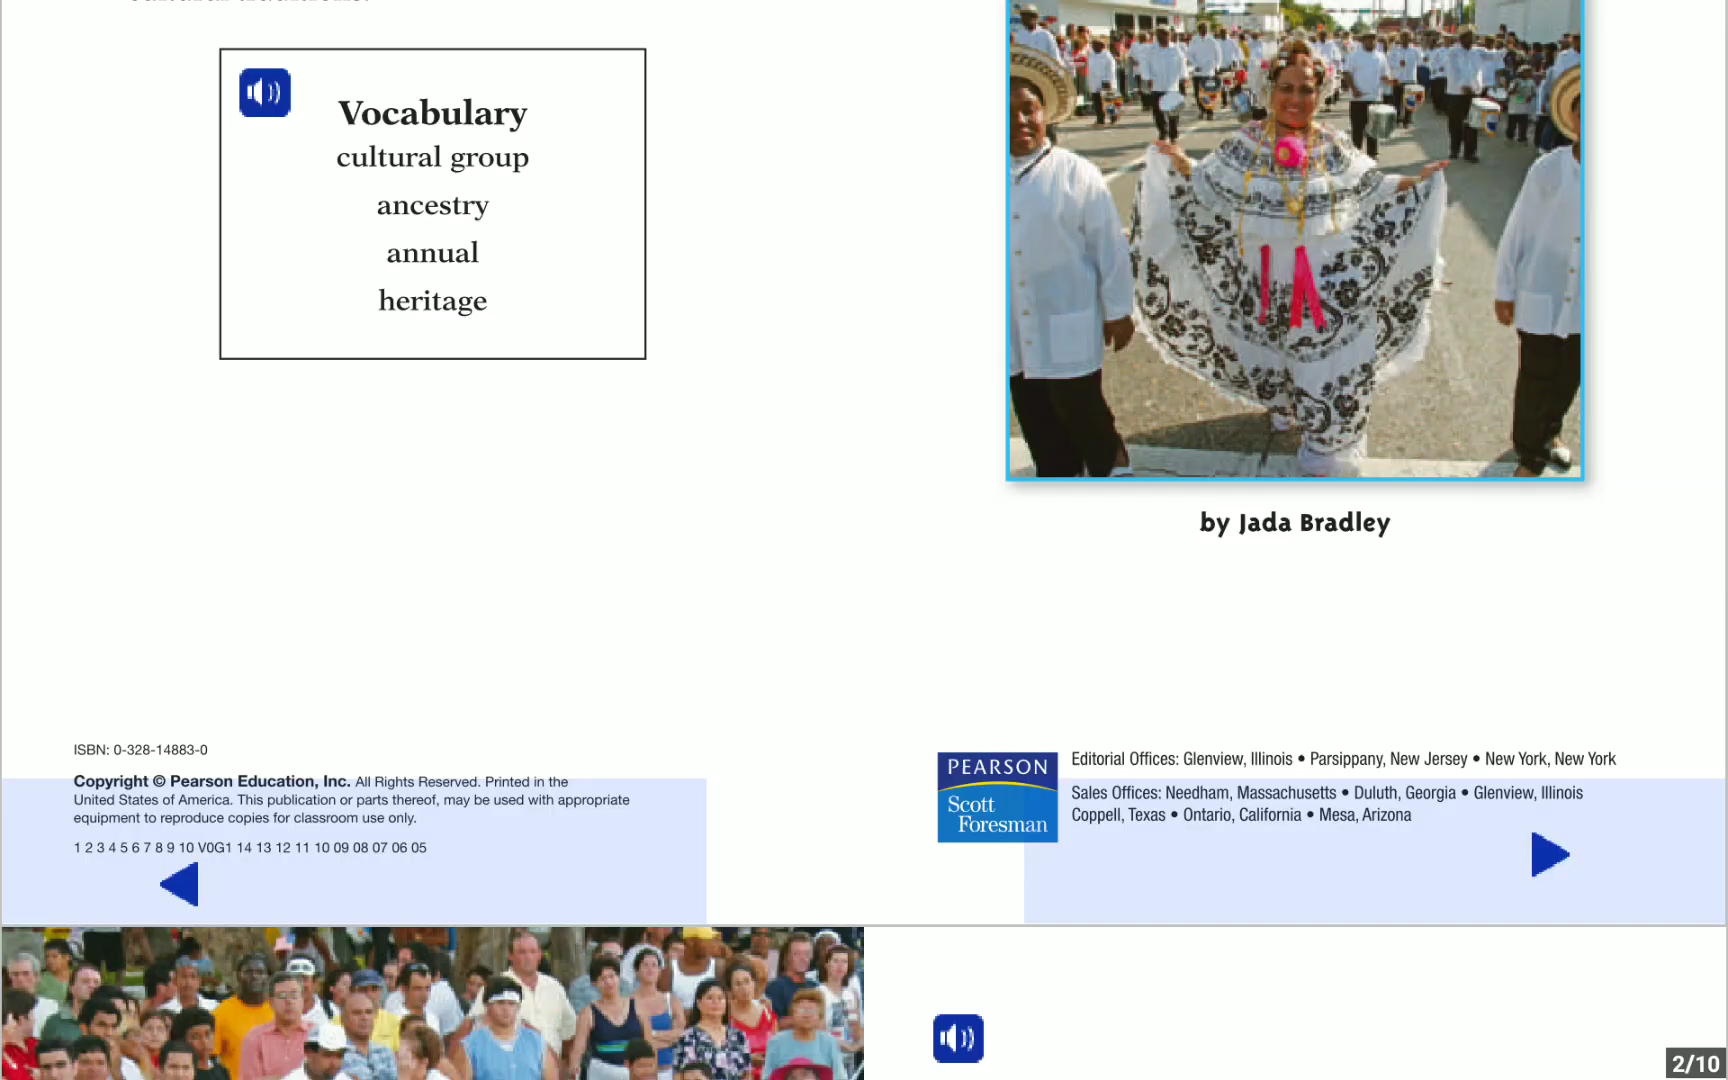 Vocabulary
cultural group
ancestry
annual
heritage
by Jada Bradley
ISBN: 0-328-14883-0
Copyright © Pearson Education, Inc. All Rights Reserved. Printed in the
United States of America. This publication or parts thereof, may be used with appropriate
equipment to reproduce copies for classroom use only.
1 2 3 4 5 6 7 8 9 10 V0G1 14 13 12 11 10 09 08 07 06 05
PEARSON
Scott
Foresman
Editorial Offices: Glenview, Illinois • Parsippany, New Jersey • New York, New York
Sales Offices: Needham, Massachusetts • Duluth, Georgia • Glenview, Illinois
Coppell, Texas • Ontario, California • Mesa, Arizona
2/10